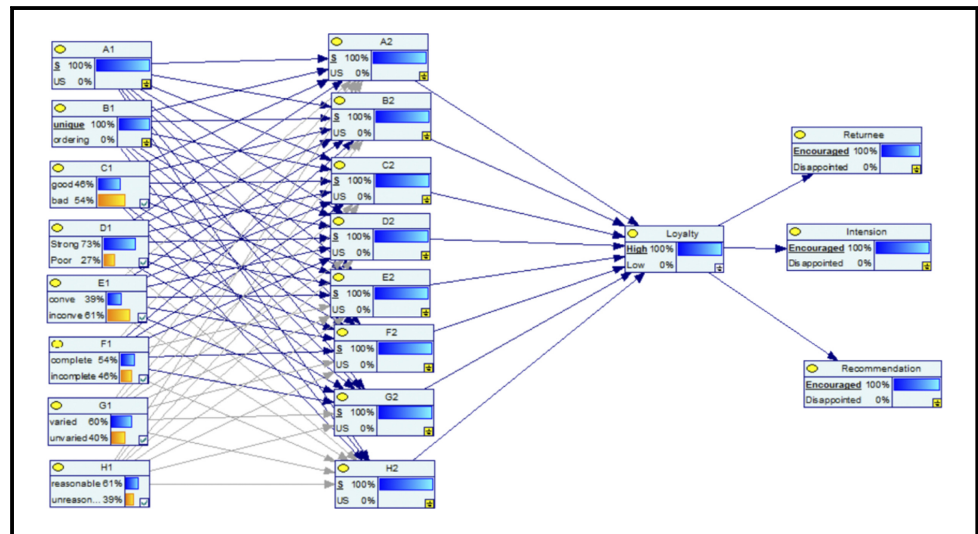 A1
S 100%
US 0%
B1
unique 100%
ordering 0%
C1
good 46%
bad 54%
D1
Strong 73%
Poor 27%
E1
conve 39%
inconve 61%
F1
complete 54%
incomplete 46%
G1
varied 60%
unvaried 40%
H1
reasonable 61%
unreason... 39%
A2
S 100%
US 0%
B2
S 100%
US 0%
C2
S 100%
US 0%
D2
S 100%
US 0%
E2
S 100%
US 0%
F2
S 100%
US 0%
G2
S 100%
US 0%
H2
S 100%
US 0%
Loyalty
High 100%
Low 0%
Returnee
Encouraged 100%
Disappointed 0%
Intension
Encouraged 100%
Disappointed 0%
Recommendation
Encouraged 100%
Disappointed 0%